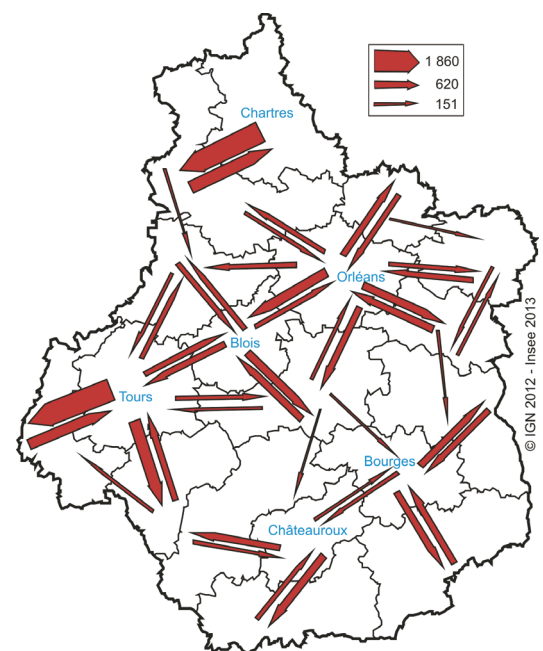 1 860
620
151
Chartres
Orléans
Blois
Tours
Bourges
Châteauroux
© IGN 2012 - Insee 2013